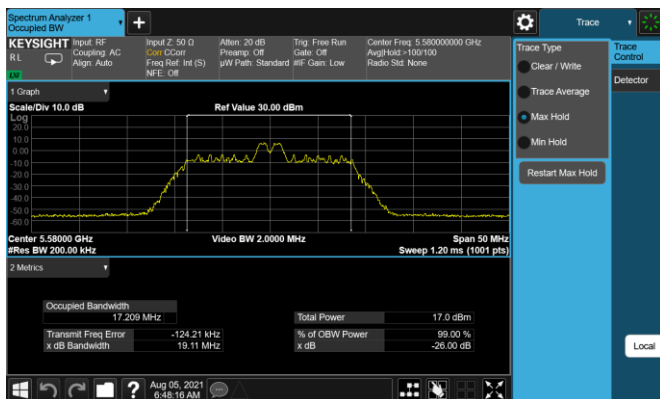 Spectrum Analyzer 1
Occupied BW
Trace
KEYSIGHT
R L
LXI
Input: RF
Coupling: AC
Align: Auto
Input Z: 50 Ω
Corr CCorr
Freq Ref: Int (S)
NFE: Off
Atten: 20 dB
Preamp: Off
µW Path: Standard
Trig: Free Run
Gate: Off
#IF Gain: Low
Center Freq: 5.580000000 GHz
Avg|Hold:>100/100
Radio Std: None
1 Graph
Scale/Div 10.0 dB
Ref Value 30.00 dBm
Log
20.0
10.0
0.00
-10.0
-20.0
-30.0
-40.0
-50.0
-60.0
Center 5.58000 GHz
#Res BW 200.00 kHz
Video BW 2.0000 MHz
Span 50 MHz
Sweep 1.20 ms (1001 pts)
2 Metrics
Occupied Bandwidth
17.209 MHz
Total Power 17.0 dBm
Transmit Freq Error -124.21 kHz
% of OBW Power 99.00 %
x dB Bandwidth 19.11 MHz
x dB -26.00 dB
Trace Type
Clear / Write
Trace Average
Max Hold
Min Hold
Restart Max Hold
Trace
Control
Detector
Local
?
Aug 05, 2021
6:48:16 AM